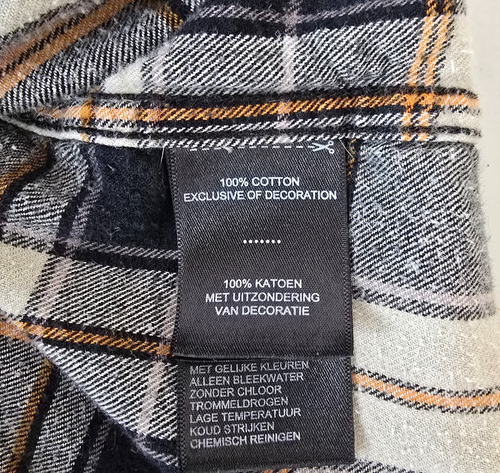 100% COTTON
EXCLUSIVE OF DECORATION
.......
100% KATOEN
MET UITZONDERING
VAN DECORATIE
MET GELIJKE KLEUREN
ALLEEN BLEEKWATER
ZONDER CHLOOR
TROMMELDROGEN
LAGE TEMPERATUUR
KOUD STRIJKEN
CHEMISCH REINIGEN